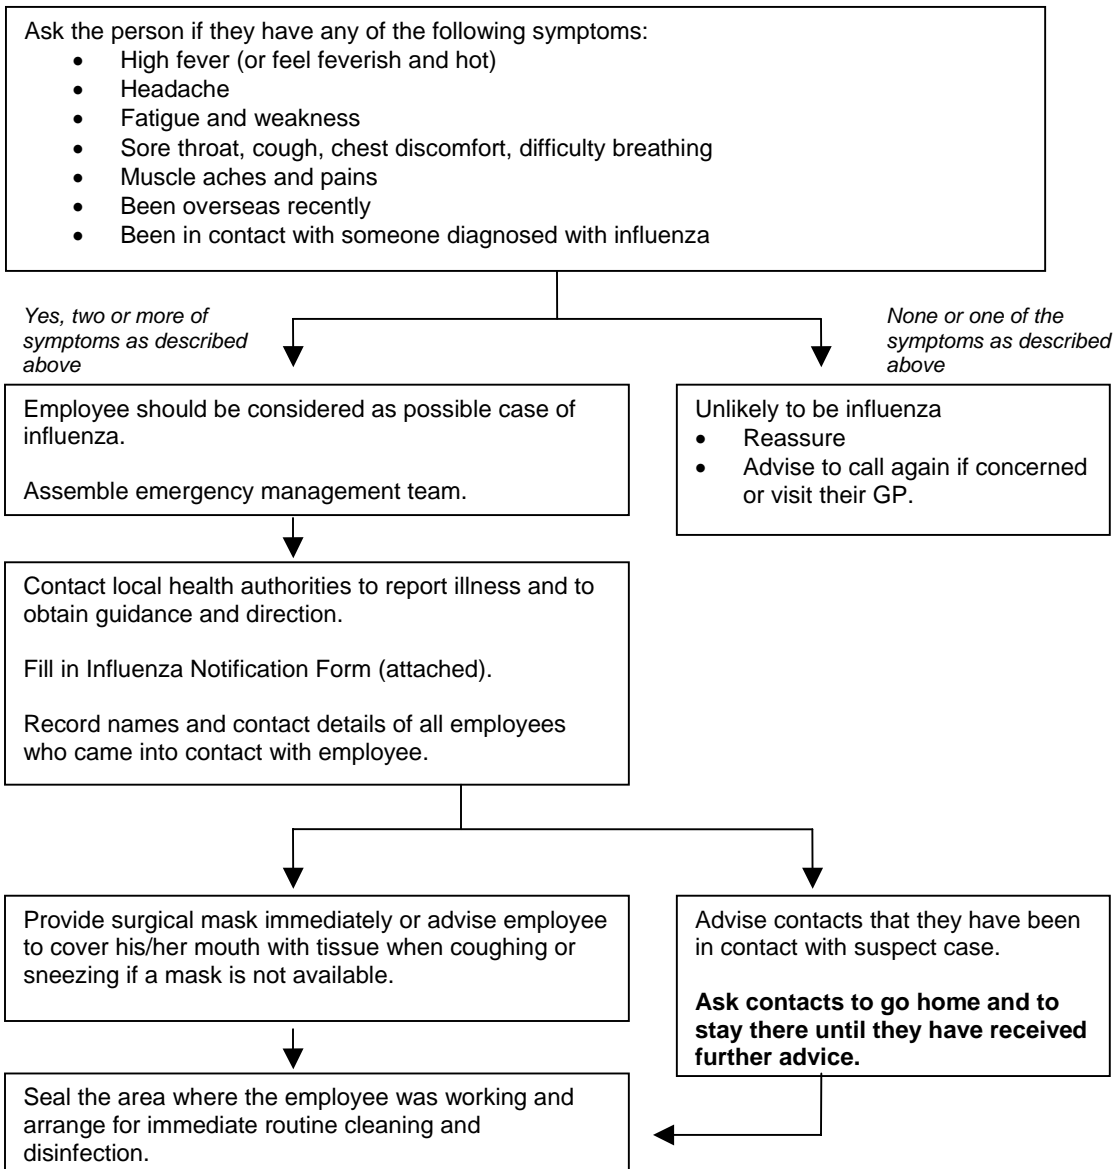 Ask the person if they have any of the following symptoms:
• High fever (or feel feverish and hot)
• Headache
• Fatigue and weakness
• Sore throat, cough, chest discomfort, difficulty breathing
• Muscle aches and pains
• Been overseas recently
• Been in contact with someone diagnosed with influenza
Yes, two or more of
symptoms as described
above
None or one of the
symptoms as described
above
Employee should be considered as possible case of
influenza.
Assemble emergency management team.
Unlikely to be influenza
• Reassure
• Advise to call again if concerned
or visit their GP.
Contact local health authorities to report illness and to
obtain guidance and direction.
Fill in Influenza Notification Form (attached).
Record names and contact details of all employees
who came into contact with employee.
Provide surgical mask immediately or advise employee
to cover his/her mouth with tissue when coughing or
sneezing if a mask is not available.
Advise contacts that they have been
in contact with suspect case.
Ask contacts to go home and to
stay there until they have received
further advice.
Seal the area where the employee was working and
arrange for immediate routine cleaning and
disinfection.